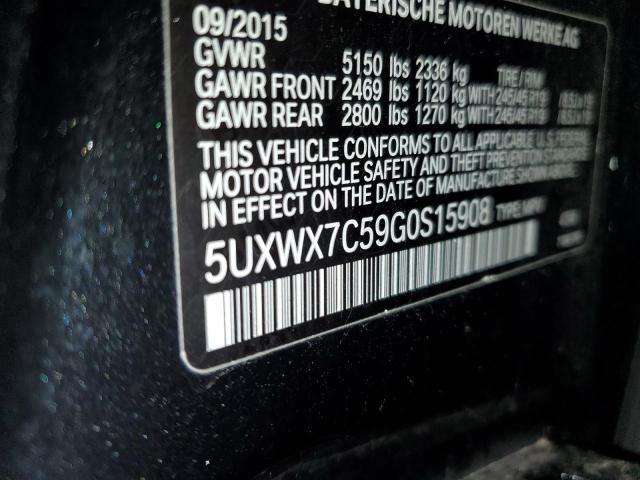 BAYERISCHE MOTOREN WERKE AG
09/2015
GVWR 5150 lbs 2336 kg TIRE / RIM
GAWR FRONT 2469 lbs 1120 kg WITH 245/45 R19
GAWR REAR 2800 lbs 1270 kg WITH 245/45 R19
THIS VEHICLE CONFORMS TO ALL APPLICABLE U.S. FEDERAL
MOTOR VEHICLE SAFETY AND THEFT PREVENTION STANDARDS
IN EFFECT ON THE DATE OF MANUFACTURE SHOWN ABOVE.
5UXWX7C59G0S15908 TYPE: MPV